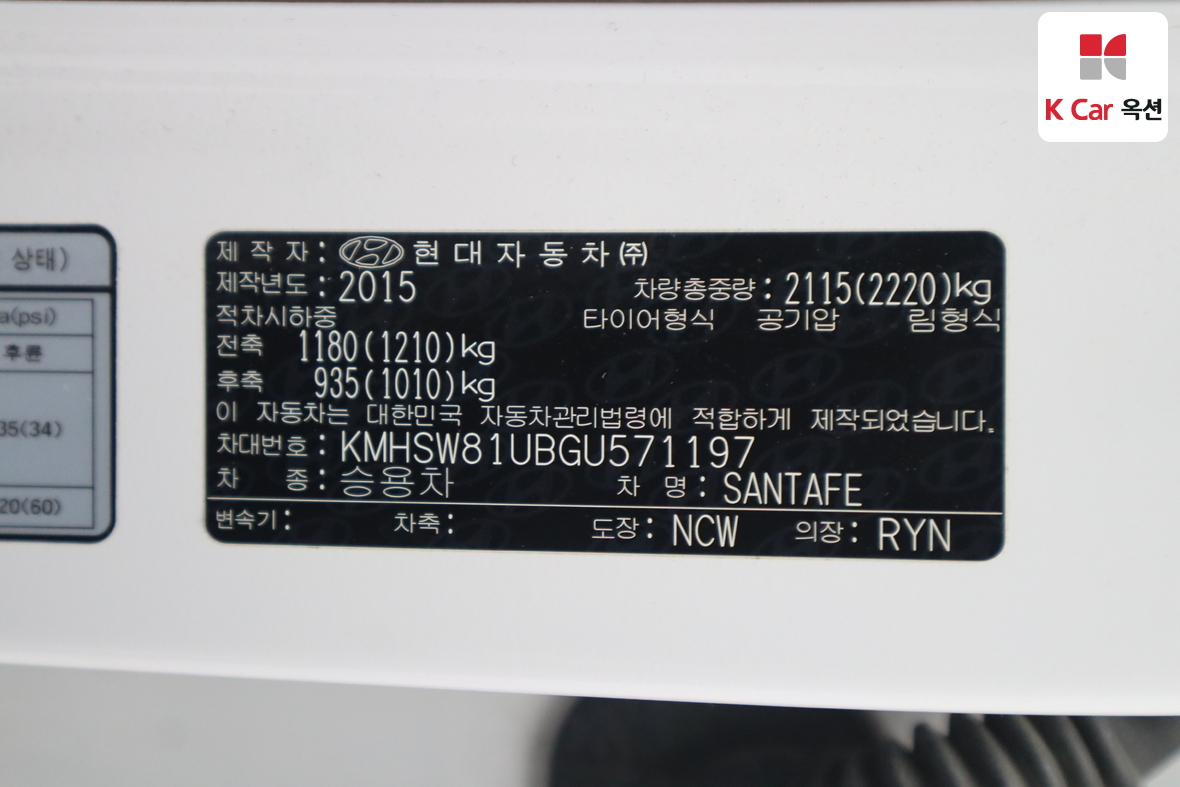 K Car 옥션
상태)
a(psi)
후륜
35(34)
20(60)
제 작 자 : 현대자동차㈜
제작년도 : 2015 차량총중량 : 2115(2220)kg
적차시하중 타이어형식 공기압 림형식
전축 1180(1210)kg
후축 935(1010)kg
이 자동차는 대한민국 자동차관리법령에 적합하게 제작되었습니다.
차대번호 : KMHSW81UBGU571197
차 종 : 승용차 차 명 : SANTAFE
변속기 : 차축 : 도장 : NCW 의장 : RYN